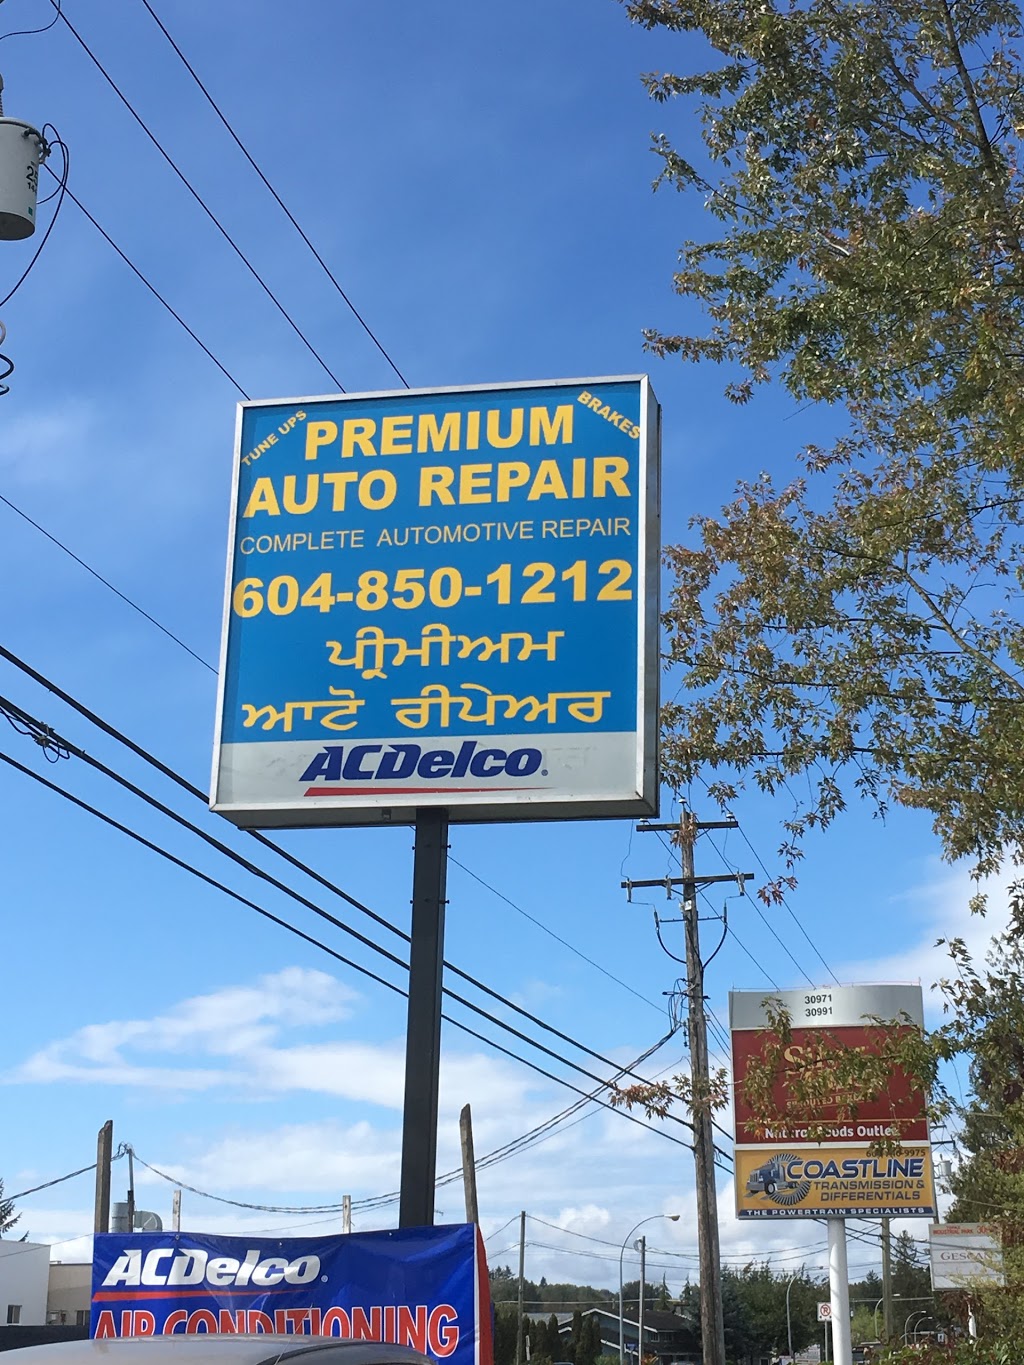 TUNE UPS
BRAKES
PREMIUM
AUTO REPAIR
COMPLETE AUTOMOTIVE REPAIR
604-850-1212
ਪ੍ਰੀਮੀਅਮ
ਆਟੋ ਰੀਪੇਅਰ
ACDelco
30971
30991
Outlet
COASTLINE
TRANSMISSION &
DIFFERENTIALS
THE POWERTRAIN SPECIALISTS
ACDelco
AIR CONDITIONING